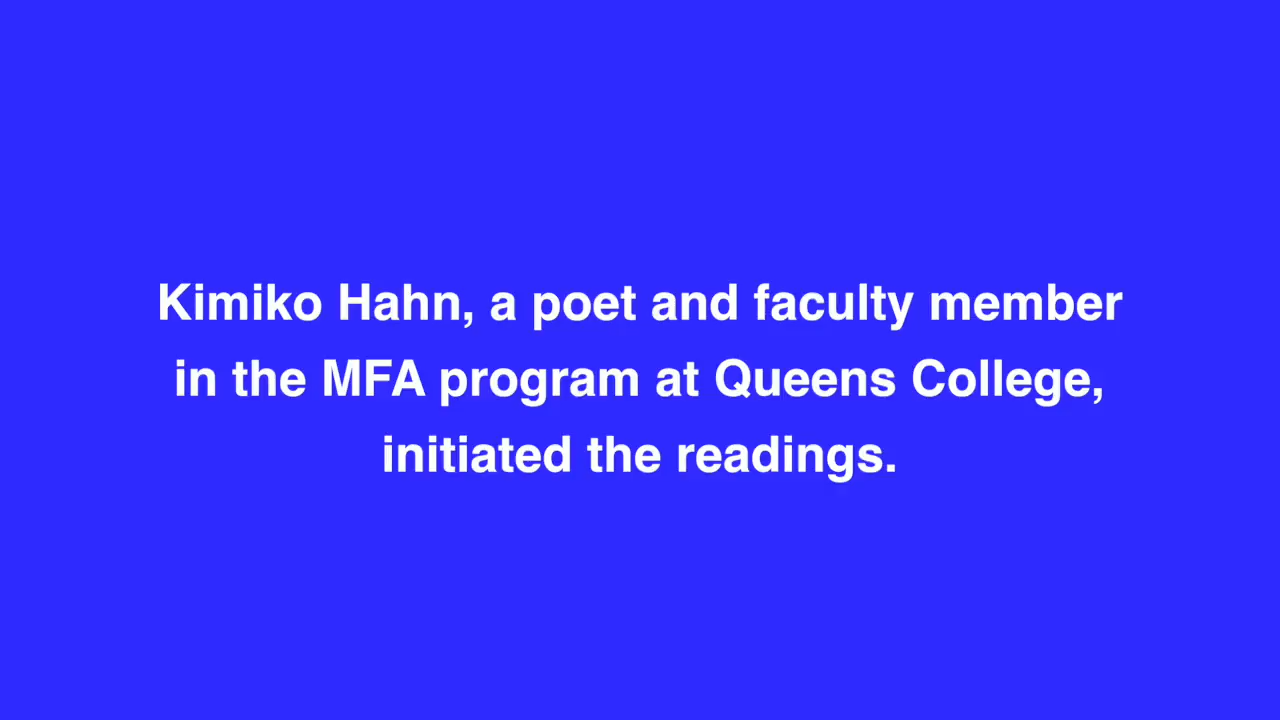 Kimiko Hahn, a poet and faculty member
in the MFA program at Queens College,
initiated the readings.